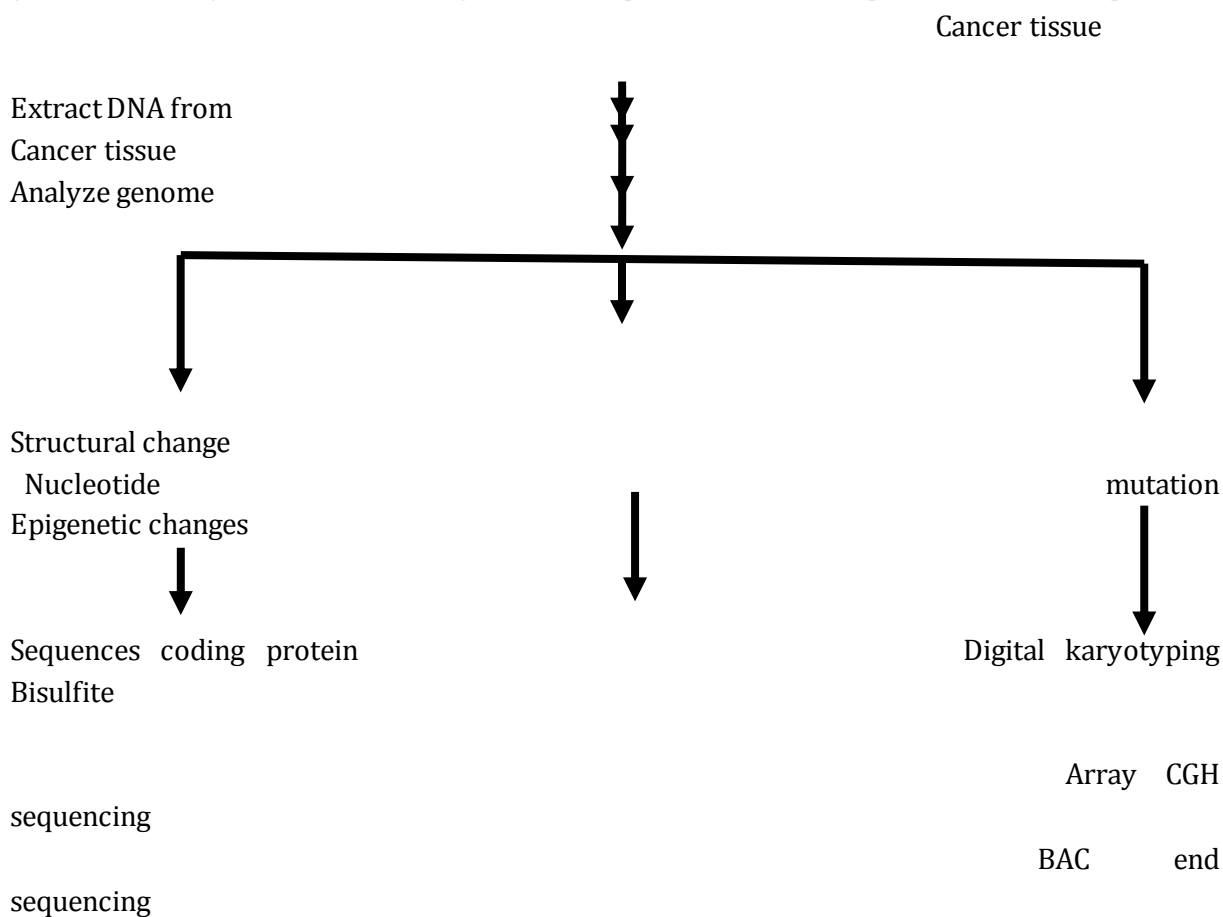 Cancer tissue
Extract DNA from
Cancer tissue
Analyze genome
Structural change
Nucleotide mutation
Epigenetic changes
Sequences coding protein Digital karyotyping
Bisulfite
Array CGH
sequencing
BAC end
sequencing